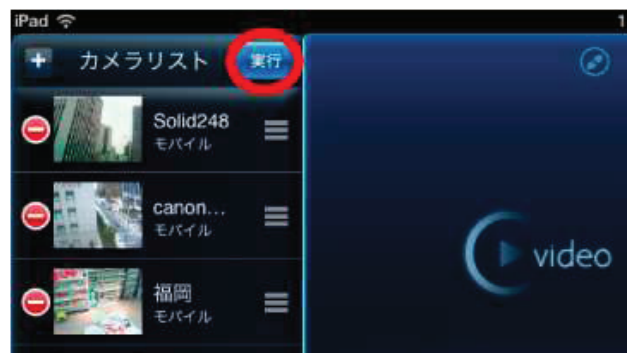 iPad
1
カメラリスト 実行
Solid248
モバイル
canon...
モバイル
福岡
モバイル
video